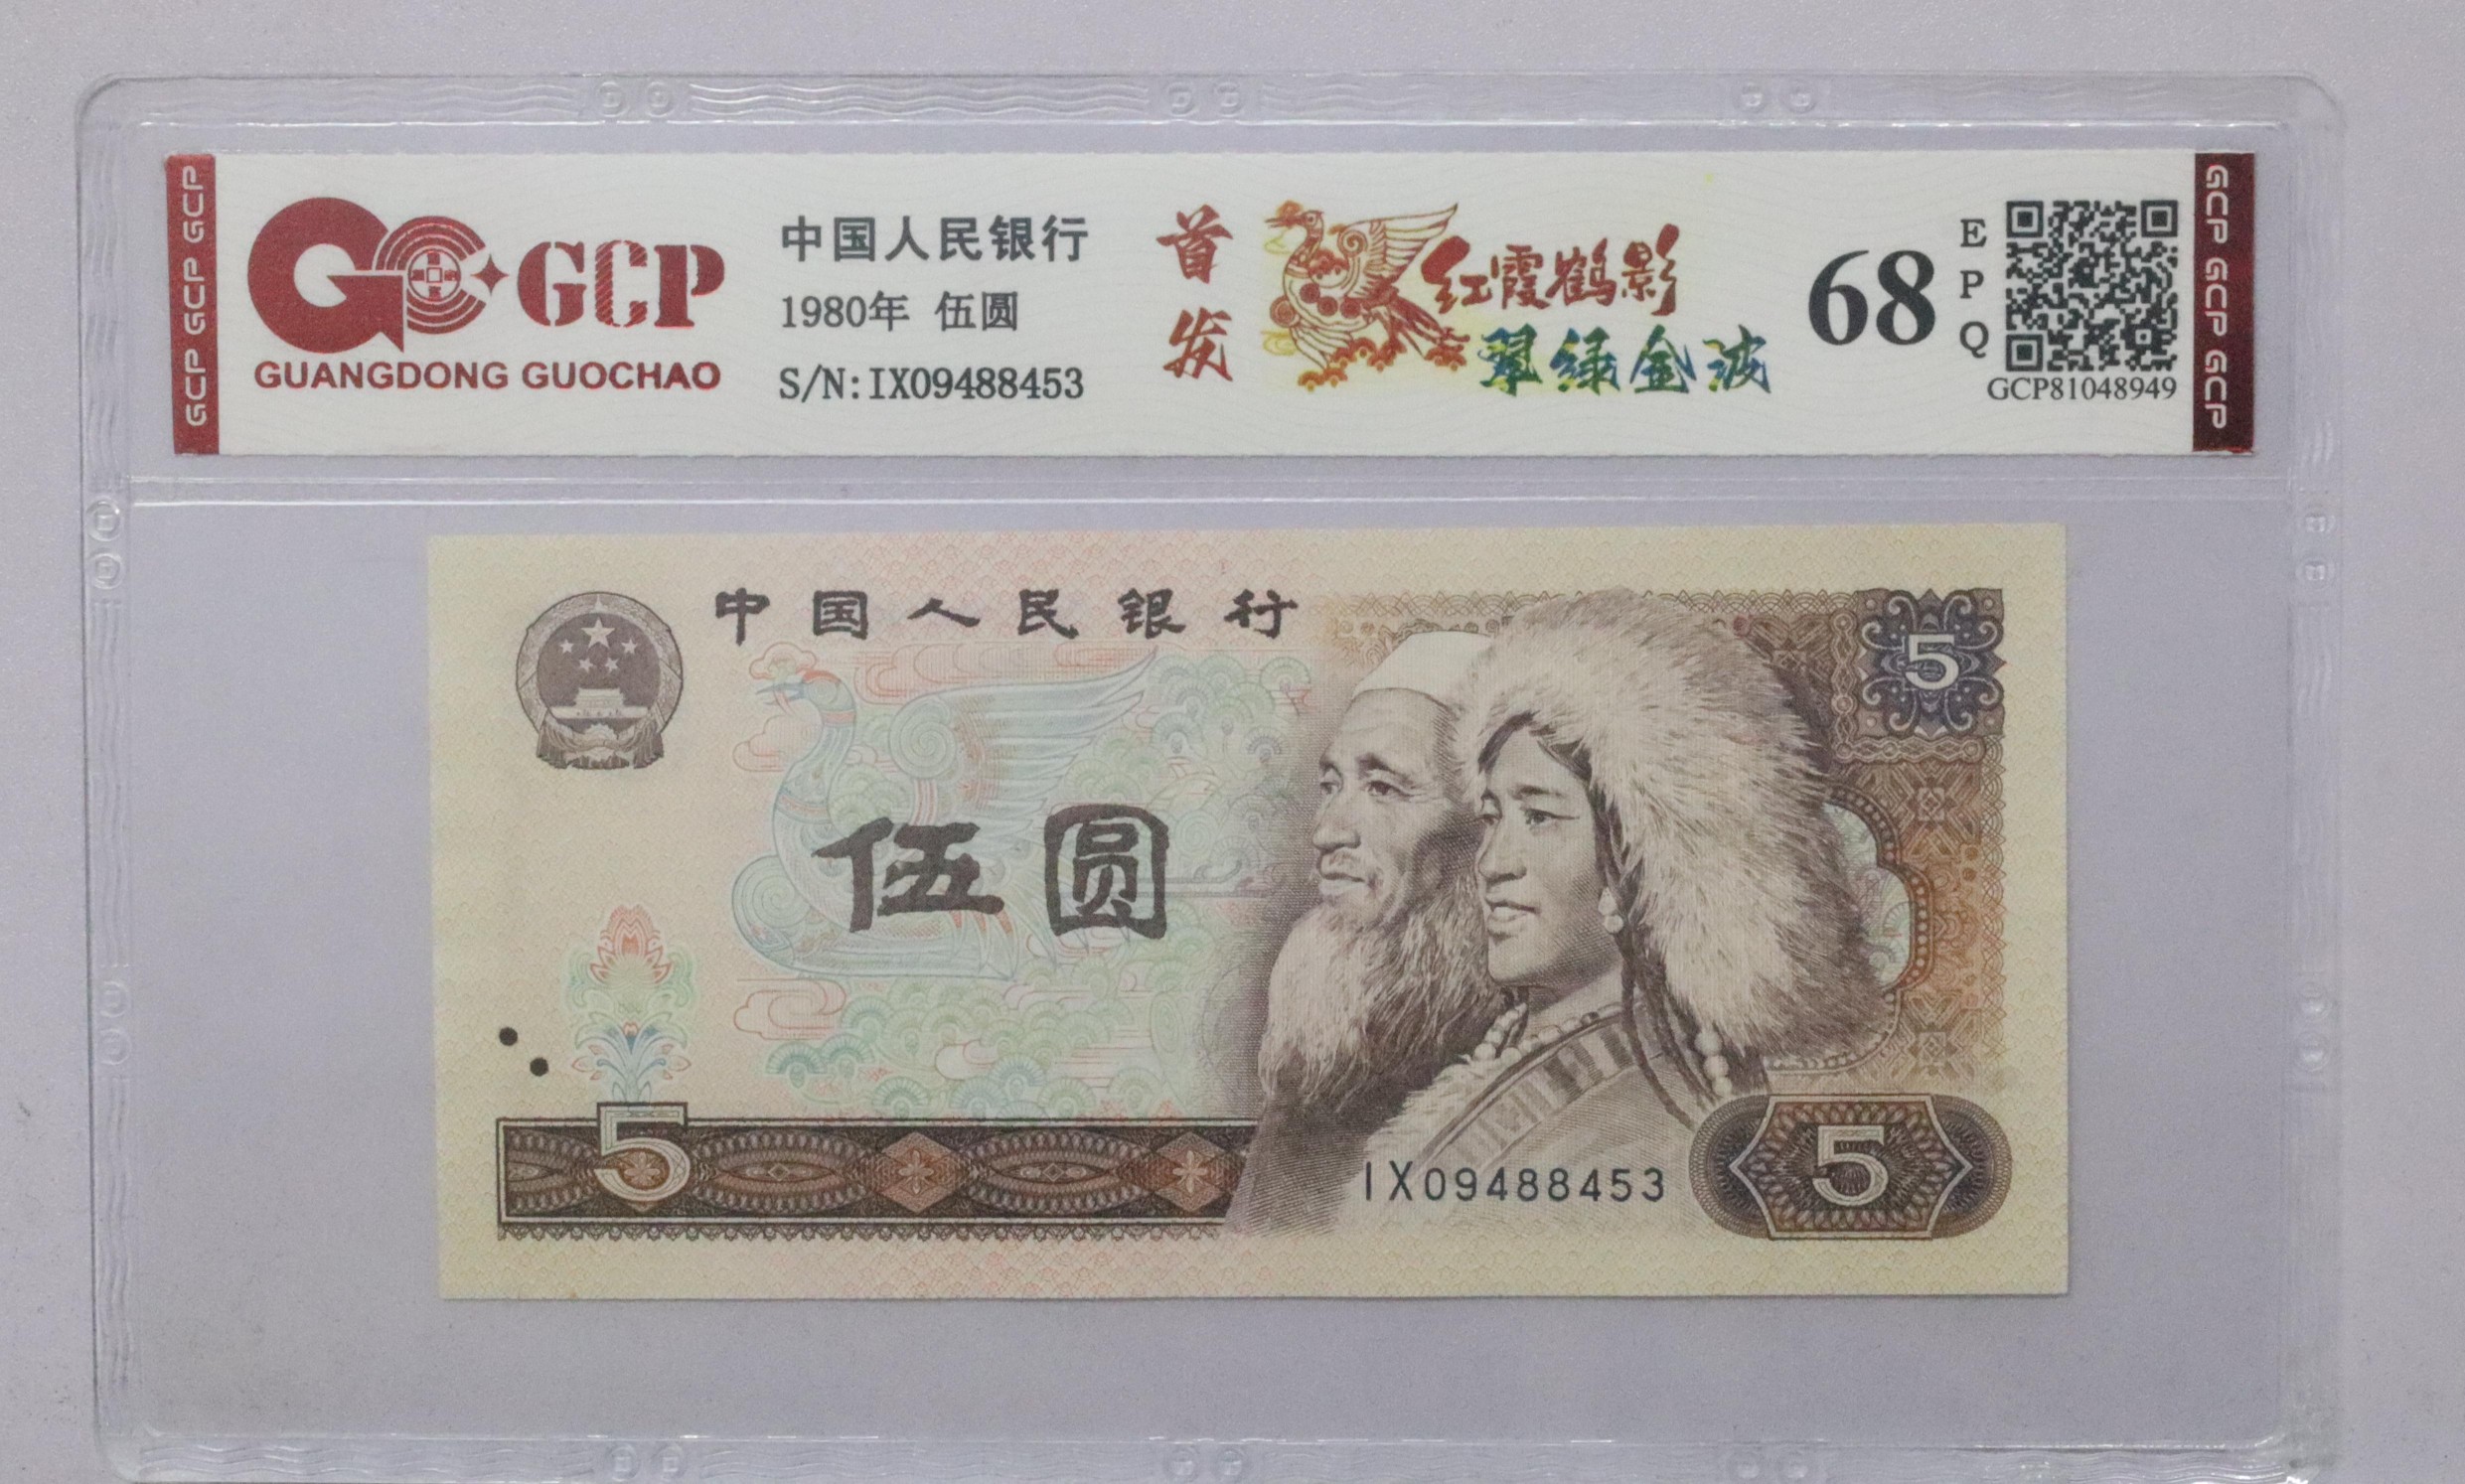 GCP GCP GCP
GCP
GUANGDONG GUOCHAO
中国人民银行
1980年 伍圆
S/N:IX09488453
首发
红霞鹤影
翠绿金波
68
EPQ
GCP81048949
GCP GCP GCP
中国人民银行
5
伍圆
5
IX09488453
5